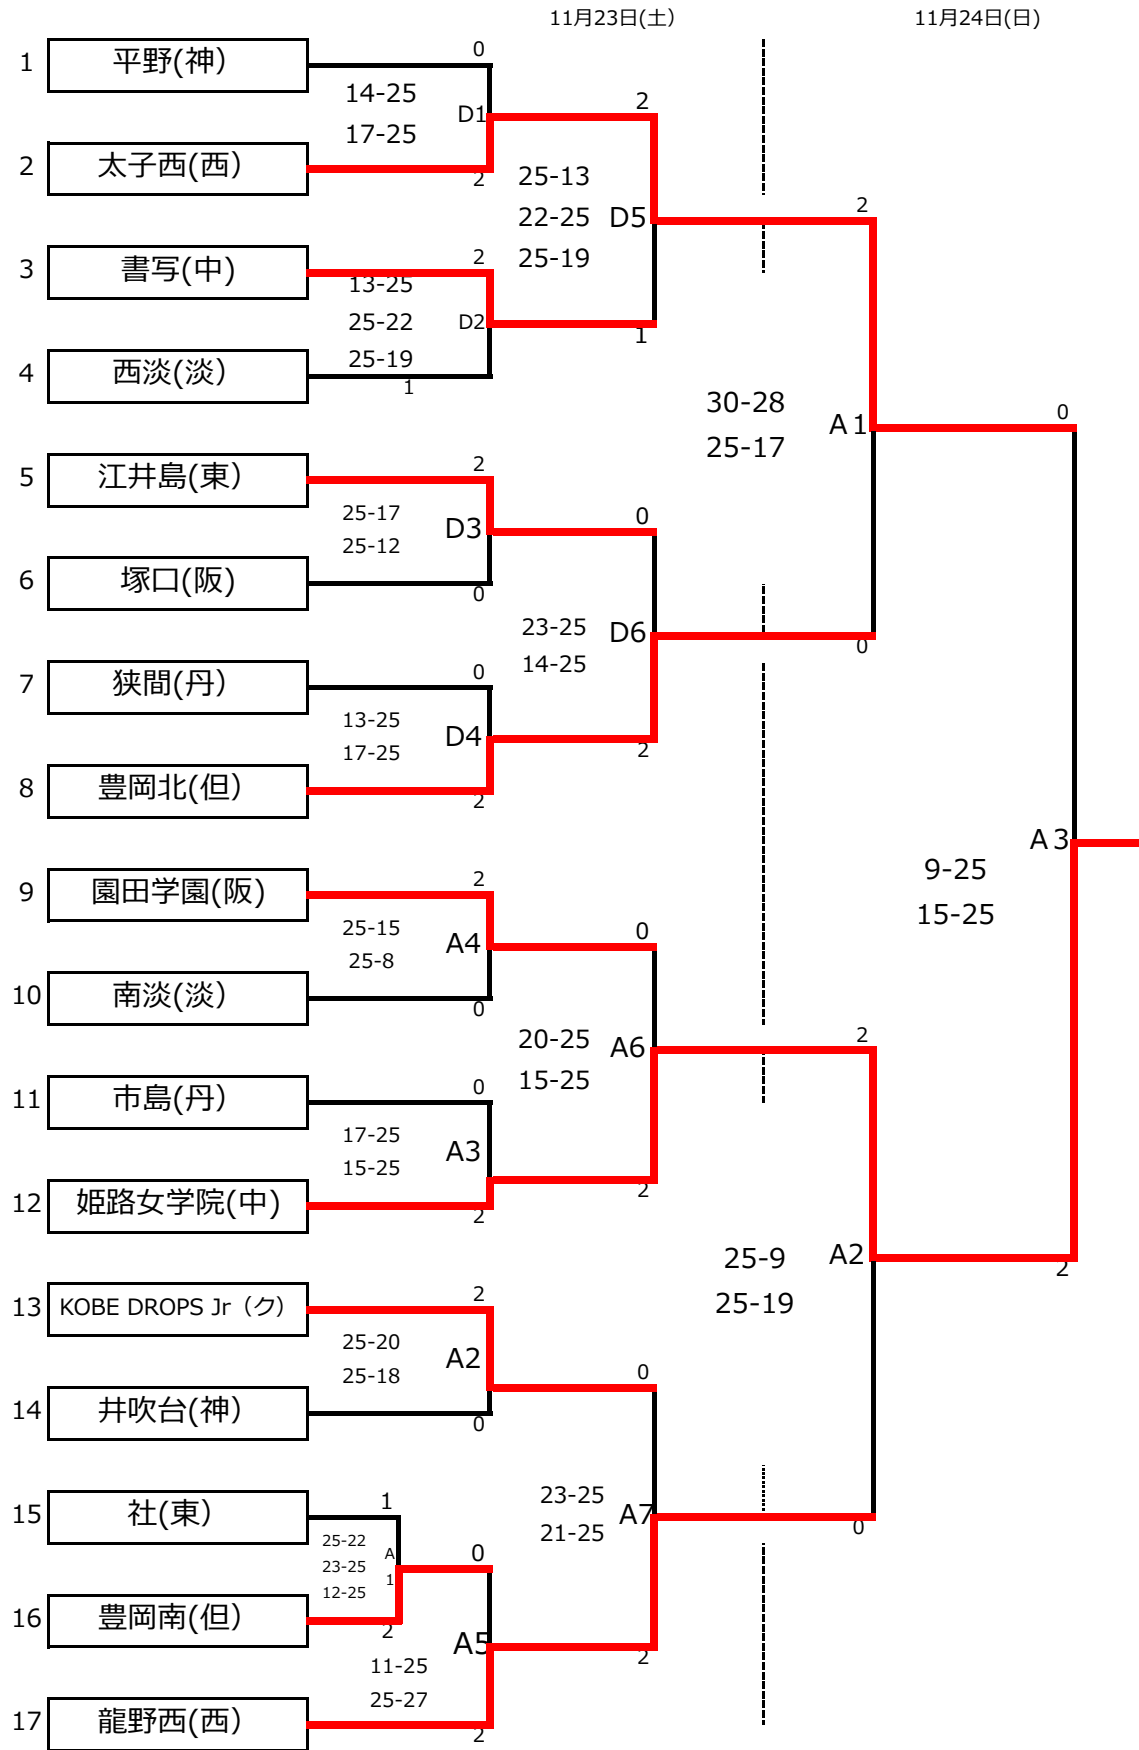 11月23日(土)
11月24日(日)
1
平野(神)
0
14-25
17-25
D1
2
太子西(西)
2
2
25-13
22-25
25-19
D5
3
書写(中)
2
13-25
25-22
25-19
D2
4
西淡(淡)
1
1
2
30-28
25-17
A１
0
5
江井島(東)
2
25-17
25-12
D3
6
塚口(阪)
0
0
23-25
14-25
D6
0
7
狭間(丹)
0
13-25
17-25
D4
8
豊岡北(但)
2
2
A３
9-25
15-25
9
園田学園(阪)
2
25-15
25-8
A4
10
南淡(淡)
0
0
20-25
15-25
A6
2
11
市島(丹)
0
17-25
15-25
A3
12
姫路女学院(中)
2
2
25-9
25-19
A2
2
13
KOBE DROPS Jr（ク）
2
25-20
25-18
A2
14
井吹台(神)
0
0
23-25
21-25
A7
0
15
社(東)
1
25-22
23-25
12-25
A
1
0
16
豊岡南(但)
2
A5
11-25
25-27
2
17
龍野西(西)
2